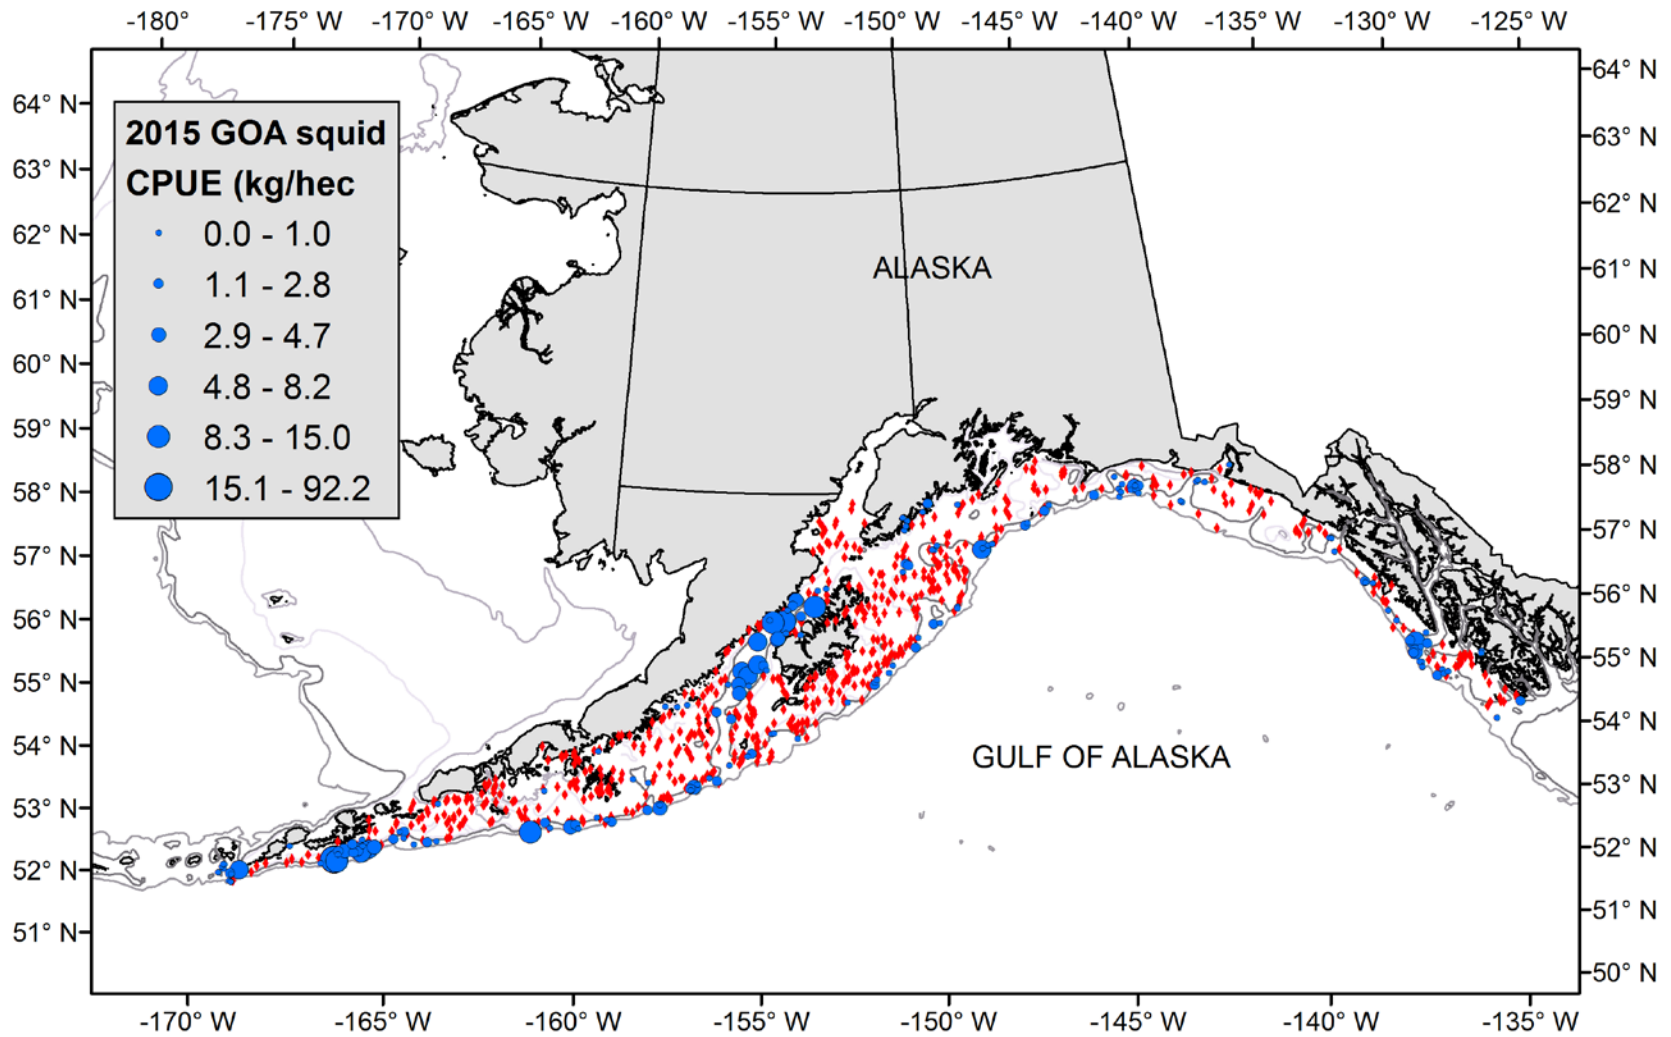 -180° -175° W -170° W -165° W -160° W -155° W -150° W -145° W -140° W -135° W -130° W -125° W
64° N
63° N
62° N
61° N
60° N
59° N
58° N
57° N
56° N
55° N
54° N
53° N
52° N
51° N
2015 GOA squid
CPUE (kg/hec
0.0 - 1.0
1.1 - 2.8
2.9 - 4.7
4.8 - 8.2
8.3 - 15.0
15.1 - 92.2
ALASKA
GULF OF ALASKA
64° N
63° N
62° N
61° N
60° N
59° N
58° N
57° N
56° N
55° N
54° N
53° N
52° N
51° N
50° N
-170° W -165° W -160° W -155° W -150° W -145° W -140° W -135° W